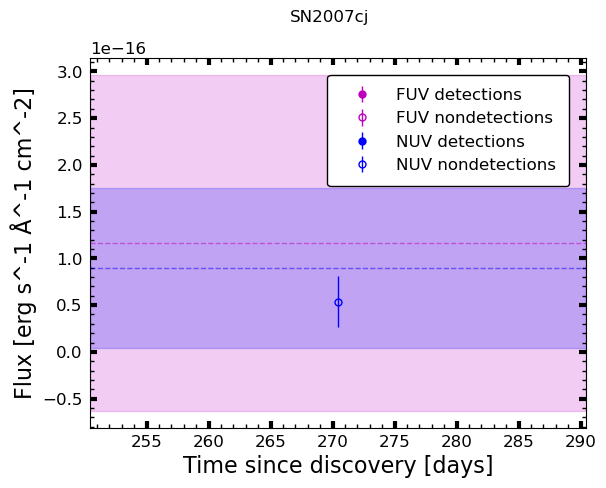 SN2007cj
1e−16
3.0
2.5
2.0
1.5
1.0
0.5
0.0
−0.5
Flux [erg s^-1 Å^-1 cm^-2]
FUV detections
FUV nondetections
NUV detections
NUV nondetections
255 260 265 270 275 280 285 290
Time since discovery [days]